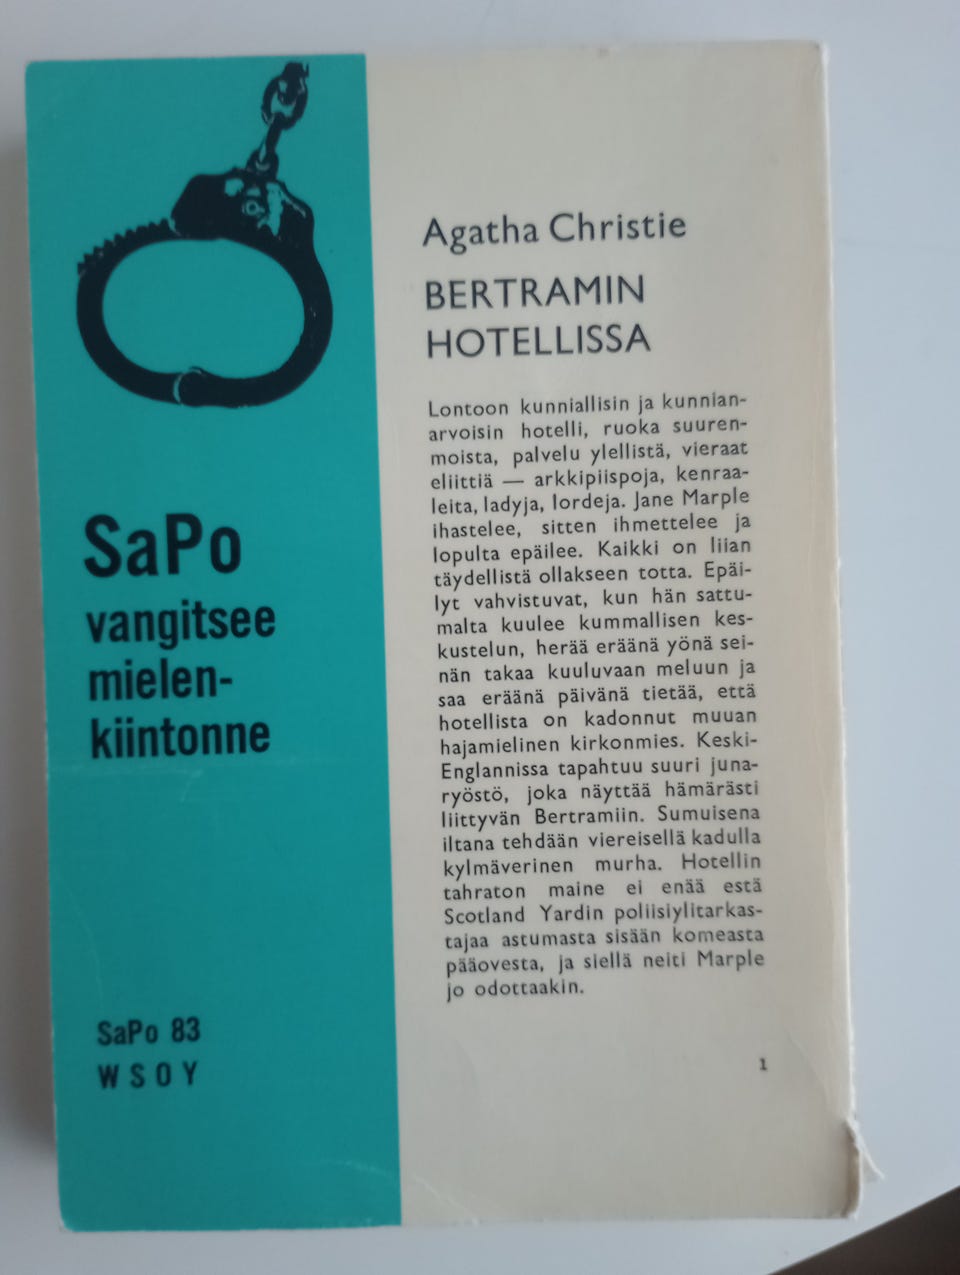 SaPo
vangitsee
mielen-
kiintonne
SaPo 83
WSOY
Agatha Christie
BERTRAMIN
HOTELLISSA
Lontoon kunniallisin ja kunnian-
arvoisin hotelli, ruoka suuren-
moista, palvelu ylellistä, vieraat
eliittiä — arkkipiispoja, kenraa-
leita, ladyja, lordeja. Jane Marple
ihastelee, sitten ihmettelee ja
lopulta epäilee. Kaikki on liian
täydellistä ollakseen totta. Epäi-
lyt vahvistuvat, kun hän sattu-
malta kuulee kummallisen kes-
kustelun, herää eräänä yönä sei-
nän takaa kuuluvaan meluun ja
saa eräänä päivänä tietää, että
hotellista on kadonnut muuan
hajamielinen kirkonmies. Keski-
Englannissa tapahtuu suuri juna-
ryöstö, joka näyttää hämärästi
liittyvän Bertramiin. Sumuisena
iltana tehdään viereisellä kadulla
kylmäverinen murha. Hotellin
tahraton maine ei enää estä
Scotland Yardin poliisiylitarkas-
tajaa astumasta sisään komeasta
pääovesta, ja siellä neiti Marple
jo odottaakin.
1